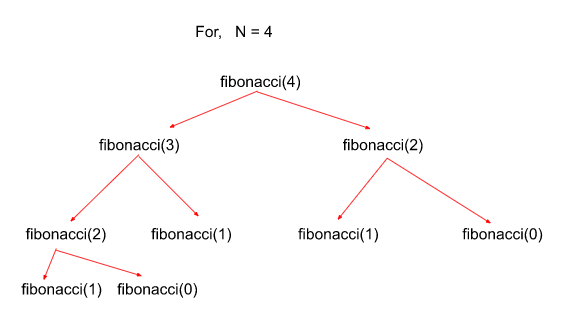 For, N = 4
fibonacci(4)
fibonacci(3) fibonacci(2)
fibonacci(2) fibonacci(1) fibonacci(1) fibonacci(0)
fibonacci(1) fibonacci(0)